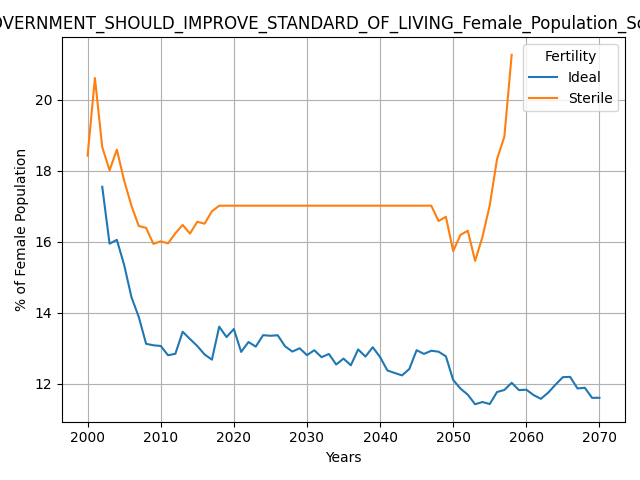 OVERNMENT_SHOULD_IMPROVE_STANDARD_OF_LIVING_Female_Population_So
Fertility
Ideal
Sterile
% of Female Population
20
18
16
14
12
2000 2010 2020 2030 2040 2050 2060 2070
Years